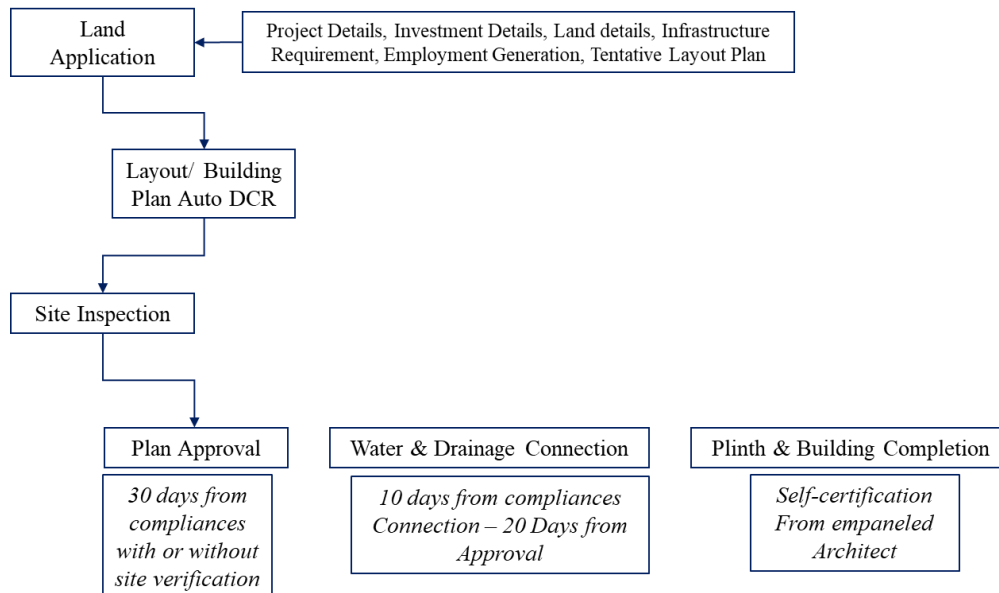 Land
Application
Project Details, Investment Details, Land details, Infrastructure
Requirement, Employment Generation, Tentative Layout Plan
Layout/ Building
Plan Auto DCR
Site Inspection
Plan Approval
30 days from
compliances
with or without
site verification
Water & Drainage Connection
10 days from compliances
Connection – 20 Days from
Approval
Plinth & Building Completion
Self-certification
From empaneled
Architect